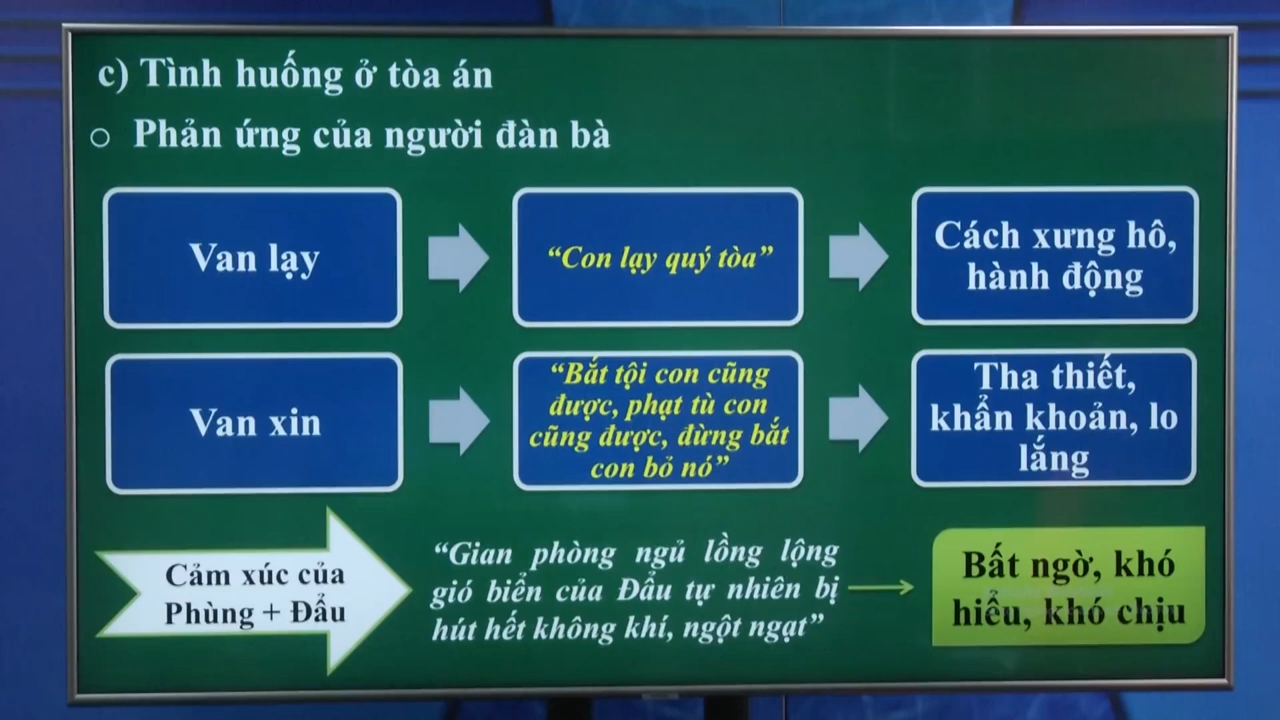 c) Tình huống ở tòa án
o Phản ứng của người đàn bà
Van lạy
“Con lạy quý tòa”
Cách xưng hô,
hành động
Van xin
“Bắt tội con cũng
được, phạt tù con
cũng được, đừng bắt
con bỏ nó”
Tha thiết,
khẩn khoản, lo
lắng
Cảm xúc của
Phùng + Đẩu
“Gian phòng ngủ lồng lộng
gió biển của Đẩu tự nhiên bị
hút hết không khí, ngột ngạt”
Bất ngờ, khó
hiểu, khó chịu